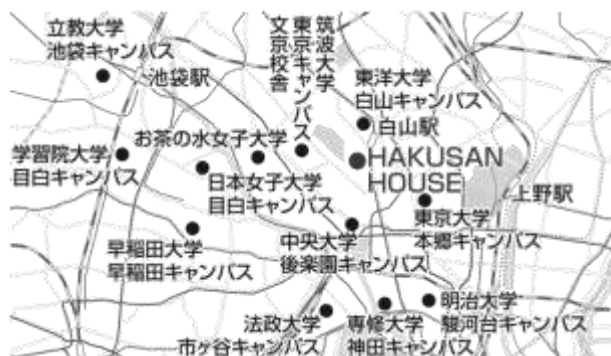 立教大学
池袋キャンパス
池袋駅
筑波大学
東京キャンパス
文京校舎
東洋大学
白山キャンパス
白山駅
お茶の水女子大学
学習院大学
目白キャンパス
日本女子大学
目白キャンパス
HAKUSAN
HOUSE
上野駅
東京大学
本郷キャンパス
早稲田大学
早稲田キャンパス
中央大学
後楽園キャンパス
法政大学
市ヶ谷キャンパス
専修大学
神田キャンパス
明治大学
駿河台キャンパス